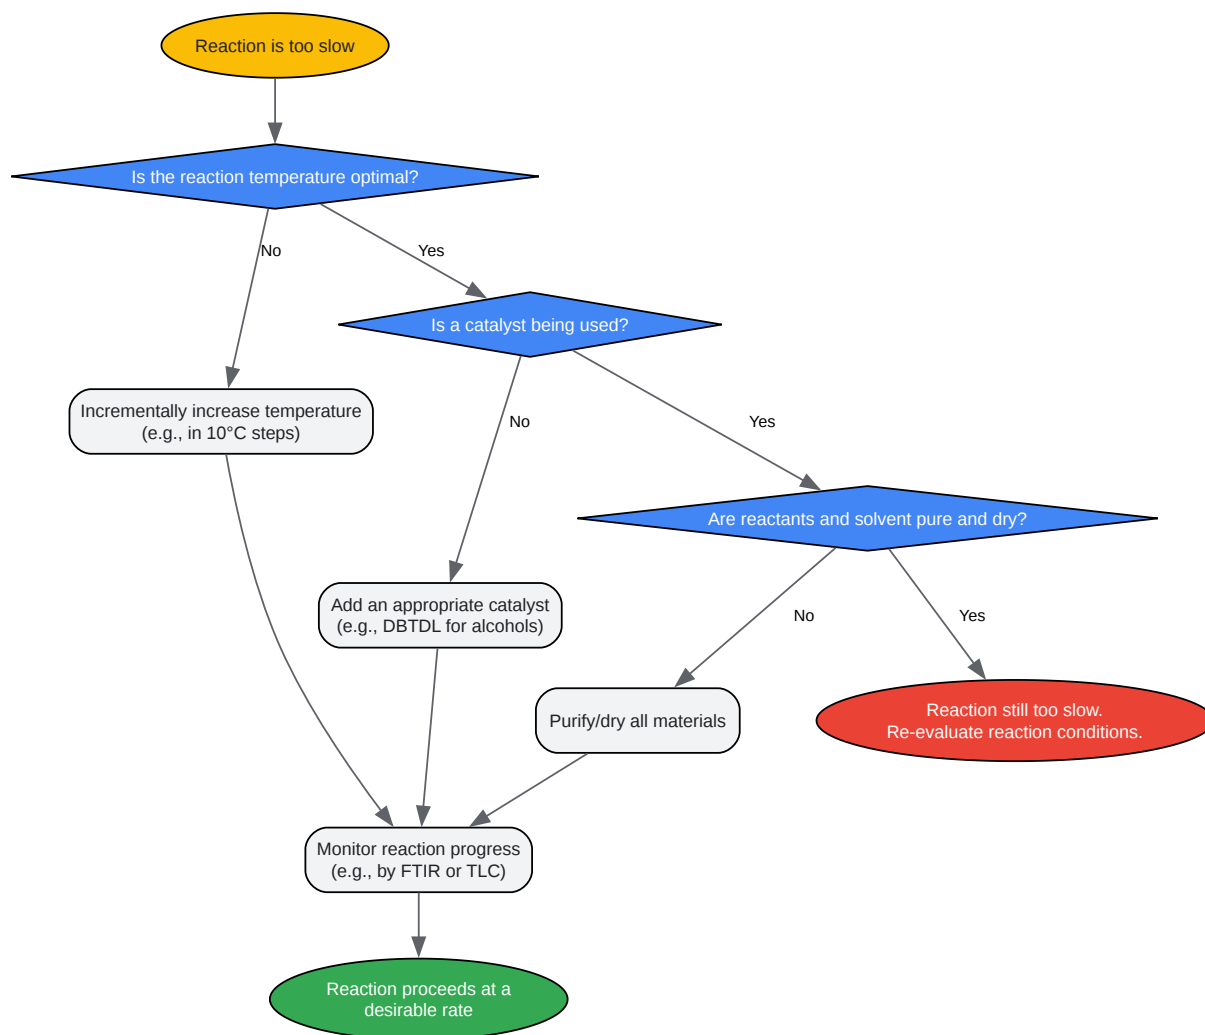 Reaction is too slow
Is the reaction temperature optimal?
No
Yes
Is a catalyst being used?
Incrementally increase temperature
(e.g., in 10°C steps)
No
Yes
Are reactants and solvent pure and dry?
Add an appropriate catalyst
(e.g., DBTDL for alcohols)
No
Yes
Purify/dry all materials
Reaction still too slow.
Re-evaluate reaction conditions.
Monitor reaction progress
(e.g., by FTIR or TLC)
Reaction proceeds at a
desirable rate